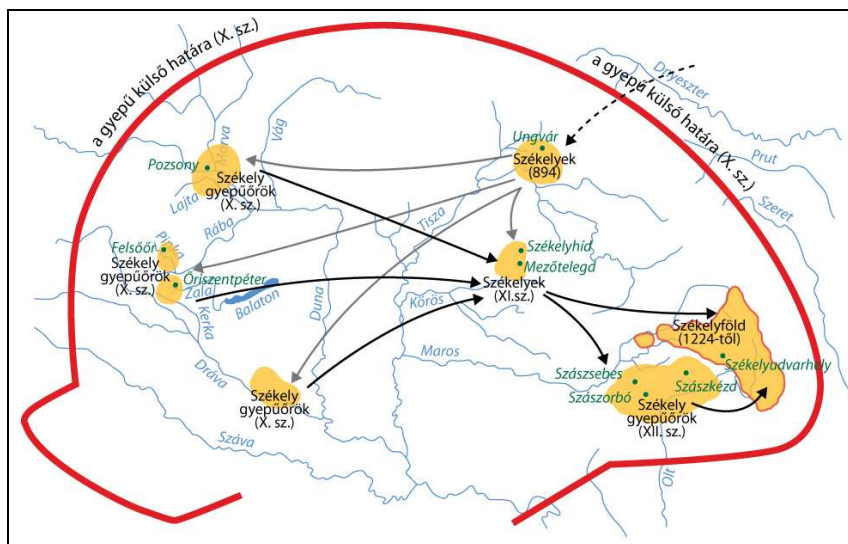 a gyepű külső határa (X. sz.)
a gyepű külső határa (X. sz.)
Dnyeszter
Prut
Szeret
Morva
Vág
Pozsony
Székely
gyepűőrök
(X. sz.)
Lajta
Rába
Ungvár
Székelyek
(894)
Tisza
Pinka
Felsőőr
Székely
gyepűőrök
(X. sz.)
Őriszentpéter
Zala
Kerka
Balaton
Duna
Székelyhíd
Mezőtelegd
Székelyek
(XI.sz.)
Körös
Maros
Székelyföld
(1224-től)
Székelyudvarhely
Szászsebes
Szászkézd
Szászorbó
Székely
gyepűőrök
(XII. sz.)
Dráva
Székely
gyepűőrök
(X. sz.)
Száva
Olt